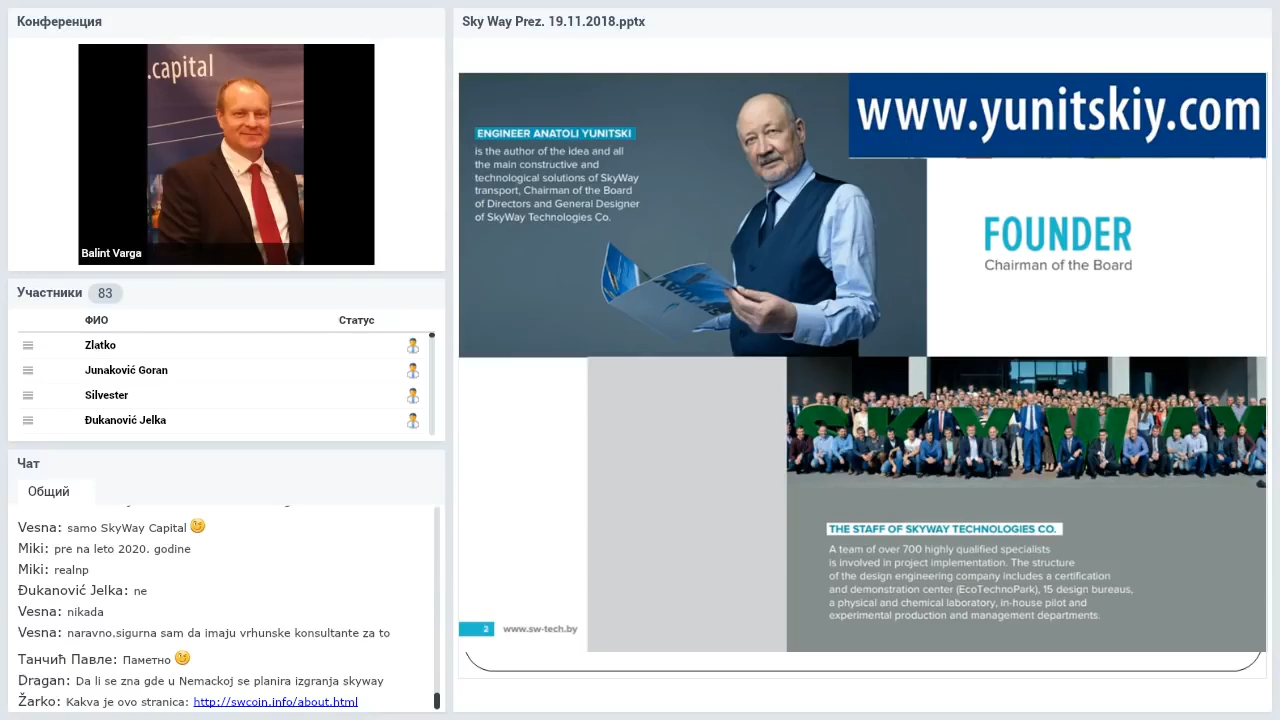 Конференция
.capital
Balint Varga
Участники 83
ФИО Статус
Zlatko
Junaković Goran
Silvester
Đukanović Jelka
Чат
Общий
Vesna: samo SkyWay Capital
Miki: pre na leto 2020. godine
Miki: realnp
Đukanović Jelka: ne
Vesna: nikada
Vesna: naravno.sigurna sam da imaju vrhunske konsultante za to
Танчић Павле: Паметно
Dragan: Da li se zna gde u Nemackoj se planira izgranja skyway
Žarko: Kakva je ovo stranica: http://swcoin.info/about.html
Sky Way Prez. 19.11.2018.pptx
ENGINEER ANATOLI YUNITSKI
is the author of the idea and all
the main constructive and
technological solutions of SkyWay
transport, Chairman of the Board
of Directors and General Designer
of SkyWay Technologies Co.
www.yunitskiy.com
FOUNDER
Chairman of the Board
SKYWAY
THE STAFF OF SKYWAY TECHNOLOGIES CO.
A team of over 700 highly qualified specialists
is involved in project implementation. The structure
of the design engineering company includes a certification
and demonstration center (EcoTechnoPark), 15 design bureaus,
a physical and chemical laboratory, in-house pilot and
experimental production and management departments.
2 www.sw-tech.by